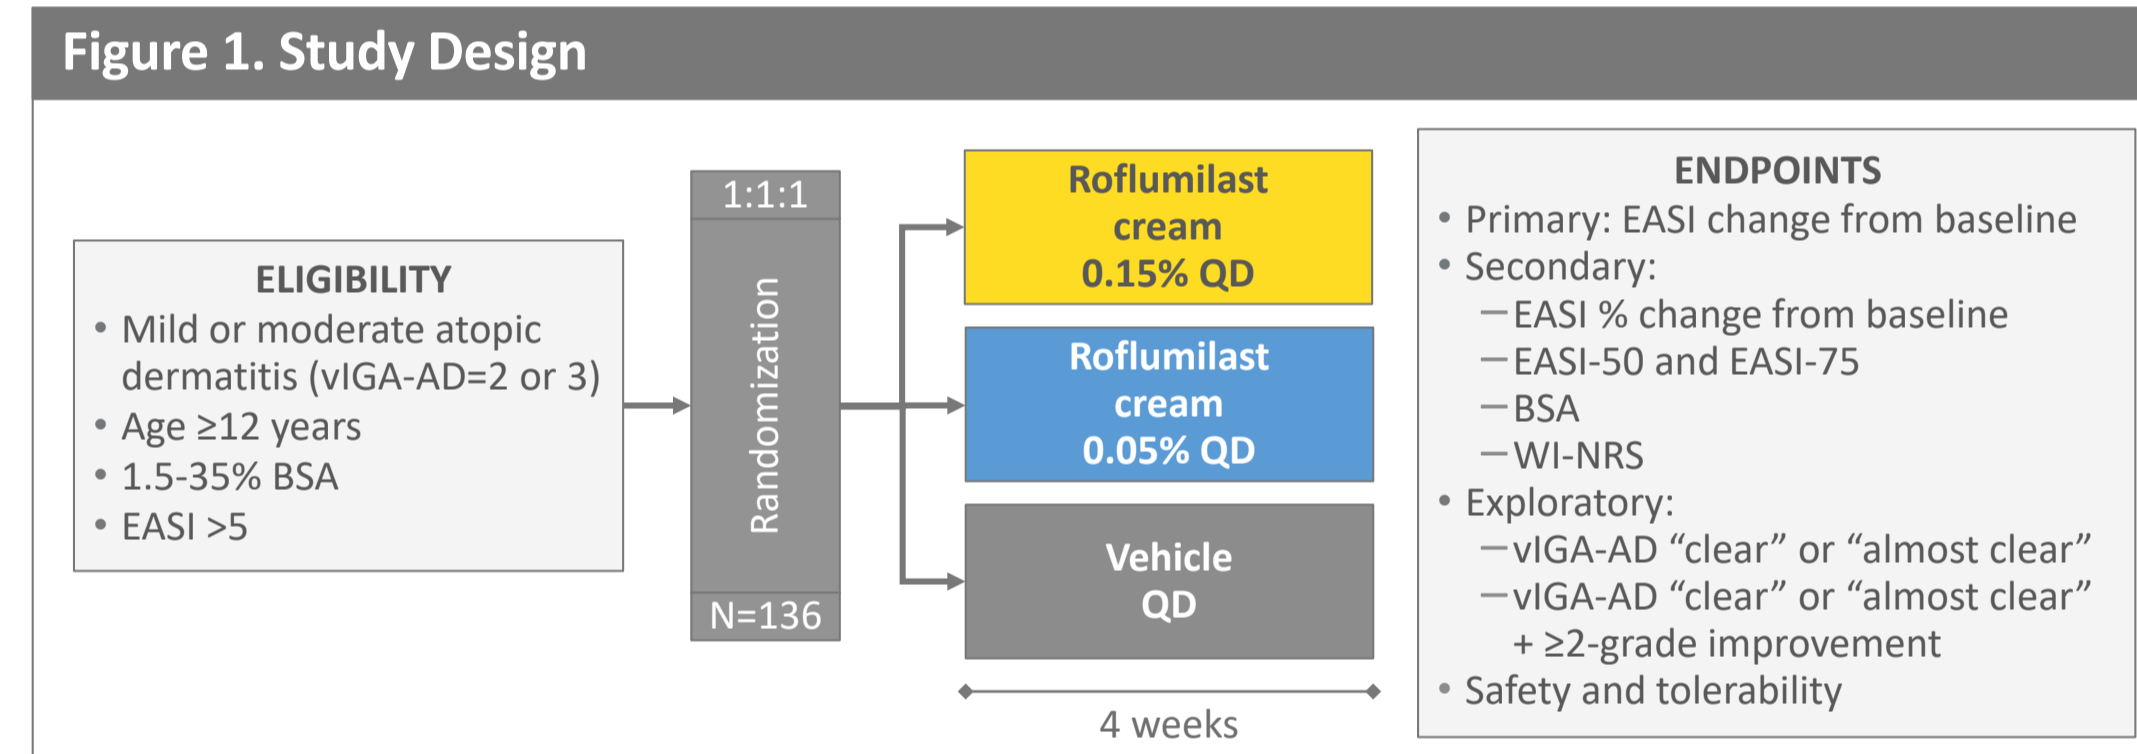 Figure 1. Study Design
ELIGIBILITY
• Mild or moderate atopic
dermatitis (vIGA-AD=2 or 3)
• Age ≥12 years
• 1.5-35% BSA
• EASI >5
1:1:1
Randomization
N=136
Roflumilast
cream
0.15% QD
Roflumilast
cream
0.05% QD
Vehicle
QD
4 weeks
ENDPOINTS
• Primary: EASI change from baseline
• Secondary:
—EASI % change from baseline
—EASI-50 and EASI-75
—BSA
—WI-NRS
• Exploratory:
—vIGA-AD “clear” or “almost clear”
—vIGA-AD “clear” or “almost clear”
+ ≥2-grade improvement
• Safety and tolerability